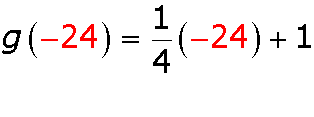 g(−24) = 1/4(−24) + 1